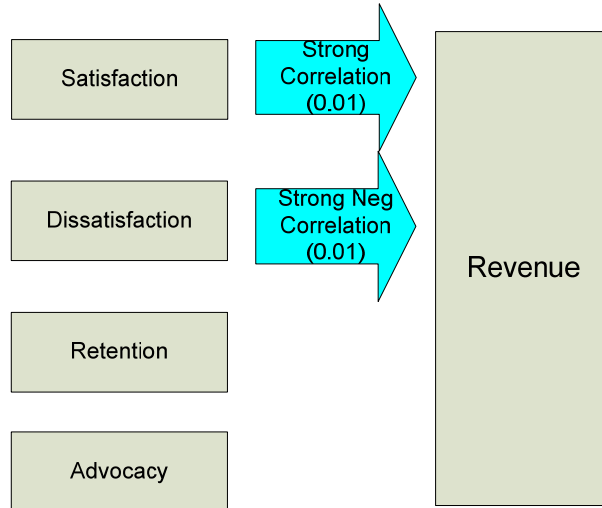 Satisfaction
Strong
Correlation
(0.01)
Dissatisfaction
Strong Neg
Correlation
(0.01)
Revenue
Retention
Advocacy